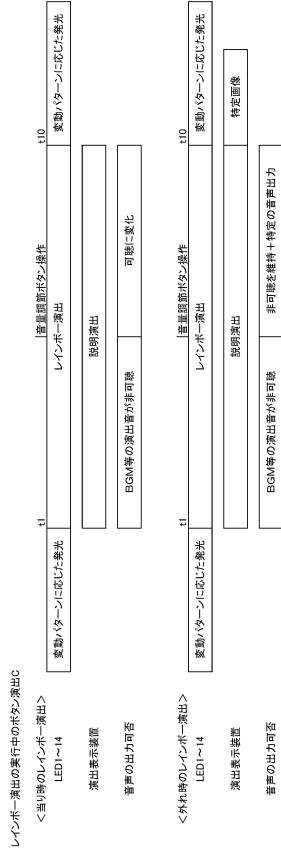 レインボー演出の実行中のボタン演出C
<当り時のレインボー演出>
t1
音量調節ボタン操作
t10
LED1～14
変動パターンに応じた発光
レインボー演出
変動パターンに応じた発光
演出表示装置
説明演出
音声の出力可否
BGM等の演出音が非可聴
可聴に変化
<外れ時のレインボー演出>
t1
音量調節ボタン操作
t10
LED1～14
変動パターンに応じた発光
レインボー演出
変動パターンに応じた発光
演出表示装置
説明演出
特定画像
音声の出力可否
BGM等の演出音が非可聴
非可聴を維持＋特定の音声出力